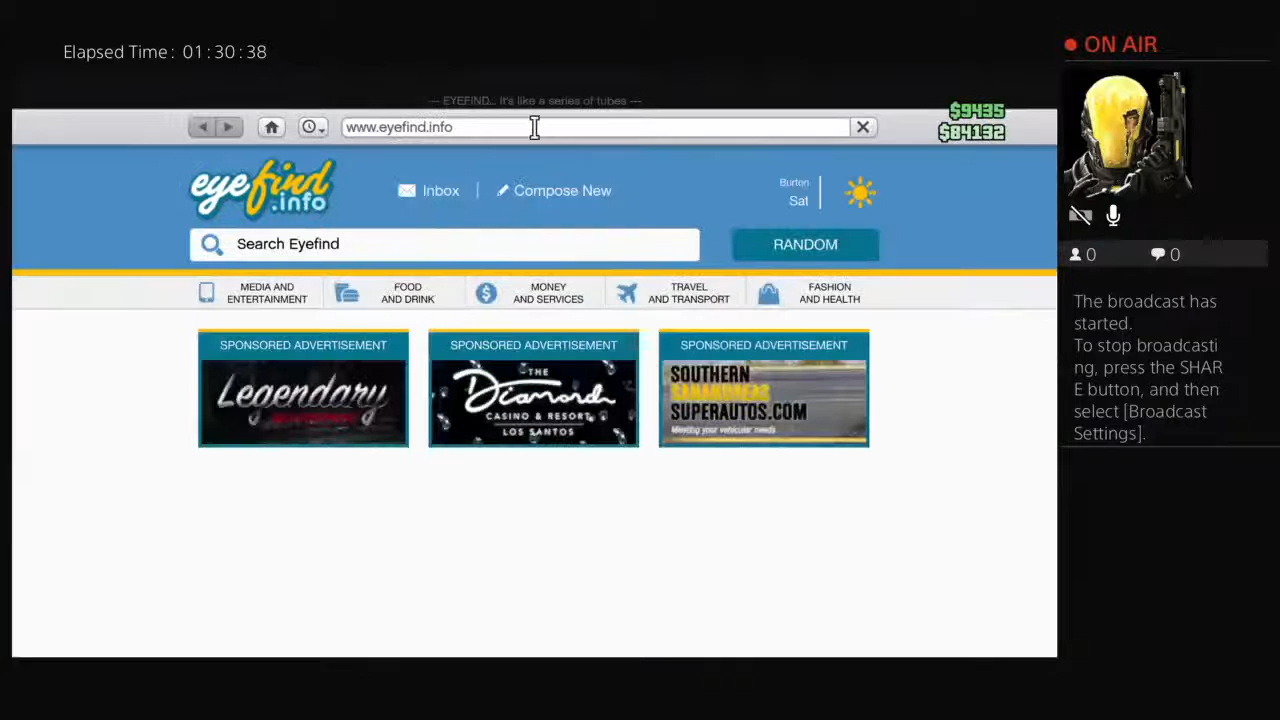 Elapsed Time: 01:30:38
ON AIR
--- EYEFIND... It's like a series of tubes ---
www.eyefind.info
$9435
$84132
eyefind
.info
Inbox
Compose New
Burton
Sat
Search Eyefind
RANDOM
0
0
MEDIA AND
ENTERTAINMENT
FOOD
AND DRINK
MONEY
AND SERVICES
TRAVEL
AND TRANSPORT
FASHION
AND HEALTH
The broadcast has
started.
To stop broadcasti
ng, press the SHAR
E button, and then
select [Broadcast
Settings].
SPONSORED ADVERTISEMENT
Legendary
SPONSORED ADVERTISEMENT
THE
Diamond
CASINO & RESORT
LOS SANTOS
SPONSORED ADVERTISEMENT
SOUTHERN
SANANDREAS
SUPERAUTOS.COM
Meeting your vehicular needs